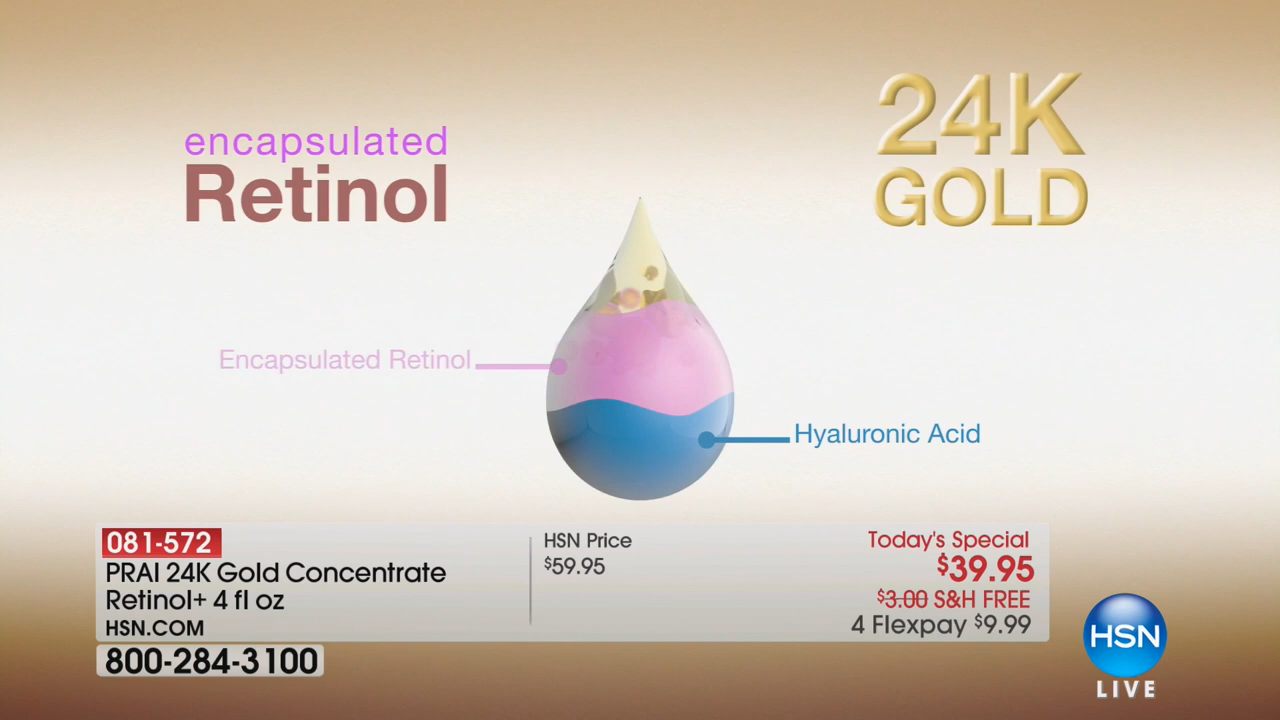 encapsulated
Retinol
24K
GOLD
Encapsulated Retinol
Hyaluronic Acid
081-572
PRAI 24K Gold Concentrate
Retinol+ 4 fl oz
HSN.COM
800-284-3100
HSN Price
$59.95
Today's Special
$39.95
$3.00 S&H FREE
4 Flexpay $9.99
HSN
LIVE